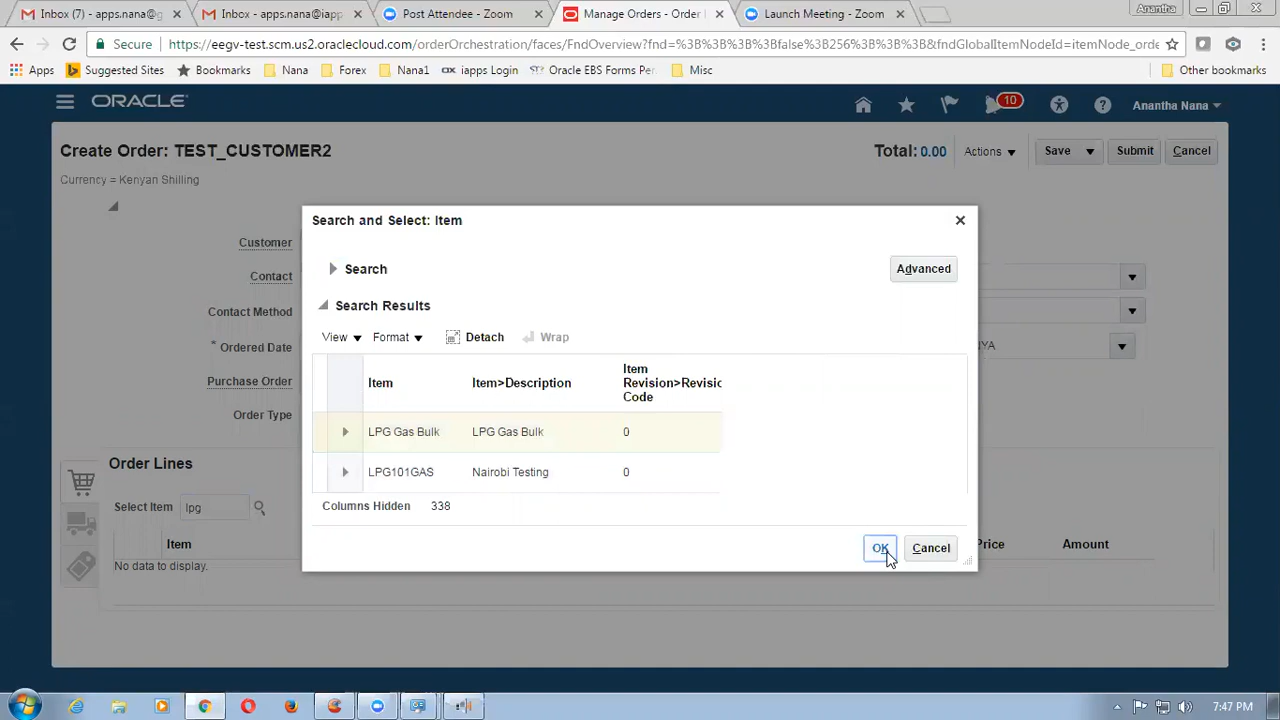 Inbox (7) - apps.nana@g
Inbox - apps.nana@iapp
Post Attendee - Zoom
Manage Orders - Order
Launch Meeting - Zoom
Anantha
Secure
https://eegv-test.scm.us2.oraclecloud.com/orderOrchestration/faces/FndOverview?fnd=%3B%3B%3B%3Bfalse%3B256%3B%3B%3B&fndGlobalItemNodeId=itemNode_orde
Apps
Suggested Sites
Bookmarks
Nana
Forex
Nana1
iapps Login
Oracle EBS Forms Per
Misc
Other bookmarks
ORACLE
10
Anantha Nana
Create Order: TEST_CUSTOMER2
Total: 0.00
Actions
Save
Submit
Cancel
Currency = Kenyan Shilling
Search and Select: Item
Customer
Search
Advanced
Contact
Search Results
Contact Method
View
Format
Detach
Wrap
* Ordered Date
NYA
Purchase Order
Item
Item>Description
Item Revision>Revisic Code
Order Type
LPG Gas Bulk
LPG Gas Bulk
0
Order Lines
LPG101GAS
Nairobi Testing
0
Select Item
lpg
Columns Hidden 338
Item
OK
Cancel
Price
Amount
No data to display.
7:47 PM